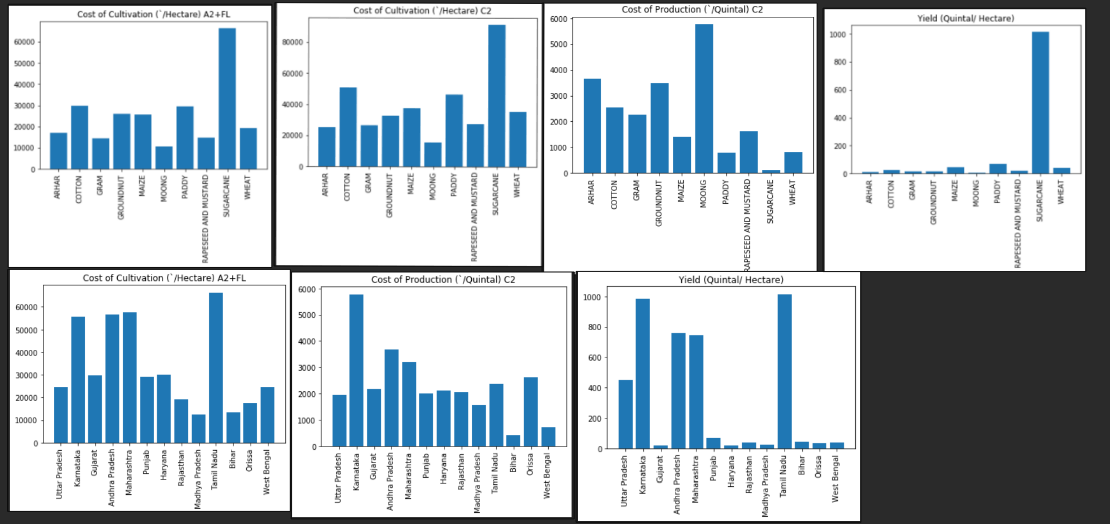 Cost of Cultivation (`/Hectare) A2+FL
60000
50000
40000
30000
20000
10000
0
ARHAR
COTTON
GRAM
GROUNDNUT
MAIZE
MOONG
PADDY
RAPESEED AND MUSTARD
SUGARCANE
WHEAT
Cost of Cultivation (`/Hectare) C2
80000
60000
40000
20000
0
ARHAR
COTTON
GRAM
GROUNDNUT
MAIZE
MOONG
PADDY
RAPESEED AND MUSTARD
SUGARCANE
WHEAT
Cost of Production (`/Quintal) C2
6000
5000
4000
3000
2000
1000
0
ARHAR
COTTON
GRAM
GROUNDNUT
MAIZE
MOONG
PADDY
RAPESEED AND MUSTARD
SUGARCANE
WHEAT
Yield (Quintal/ Hectare)
1000
800
600
400
200
0
ARHAR
COTTON
GRAM
GROUNDNUT
MAIZE
MOONG
PADDY
RAPESEED AND MUSTARD
SUGARCANE
WHEAT
Cost of Cultivation (`/Hectare) A2+FL
60000
50000
40000
30000
20000
10000
0
Uttar Pradesh
Karnataka
Gujarat
Andhra Pradesh
Maharashtra
Punjab
Haryana
Rajasthan
Madhya Pradesh
Tamil Nadu
Bihar
Orissa
West Bengal
Cost of Production (`/Quintal) C2
6000
5000
4000
3000
2000
1000
0
Uttar Pradesh
Karnataka
Gujarat
Andhra Pradesh
Maharashtra
Punjab
Haryana
Rajasthan
Madhya Pradesh
Tamil Nadu
Bihar
Orissa
West Bengal
Yield (Quintal/ Hectare)
1000
800
600
400
200
0
Uttar Pradesh
Karnataka
Gujarat
Andhra Pradesh
Maharashtra
Punjab
Haryana
Rajasthan
Madhya Pradesh
Tamil Nadu
Bihar
Orissa
West Bengal